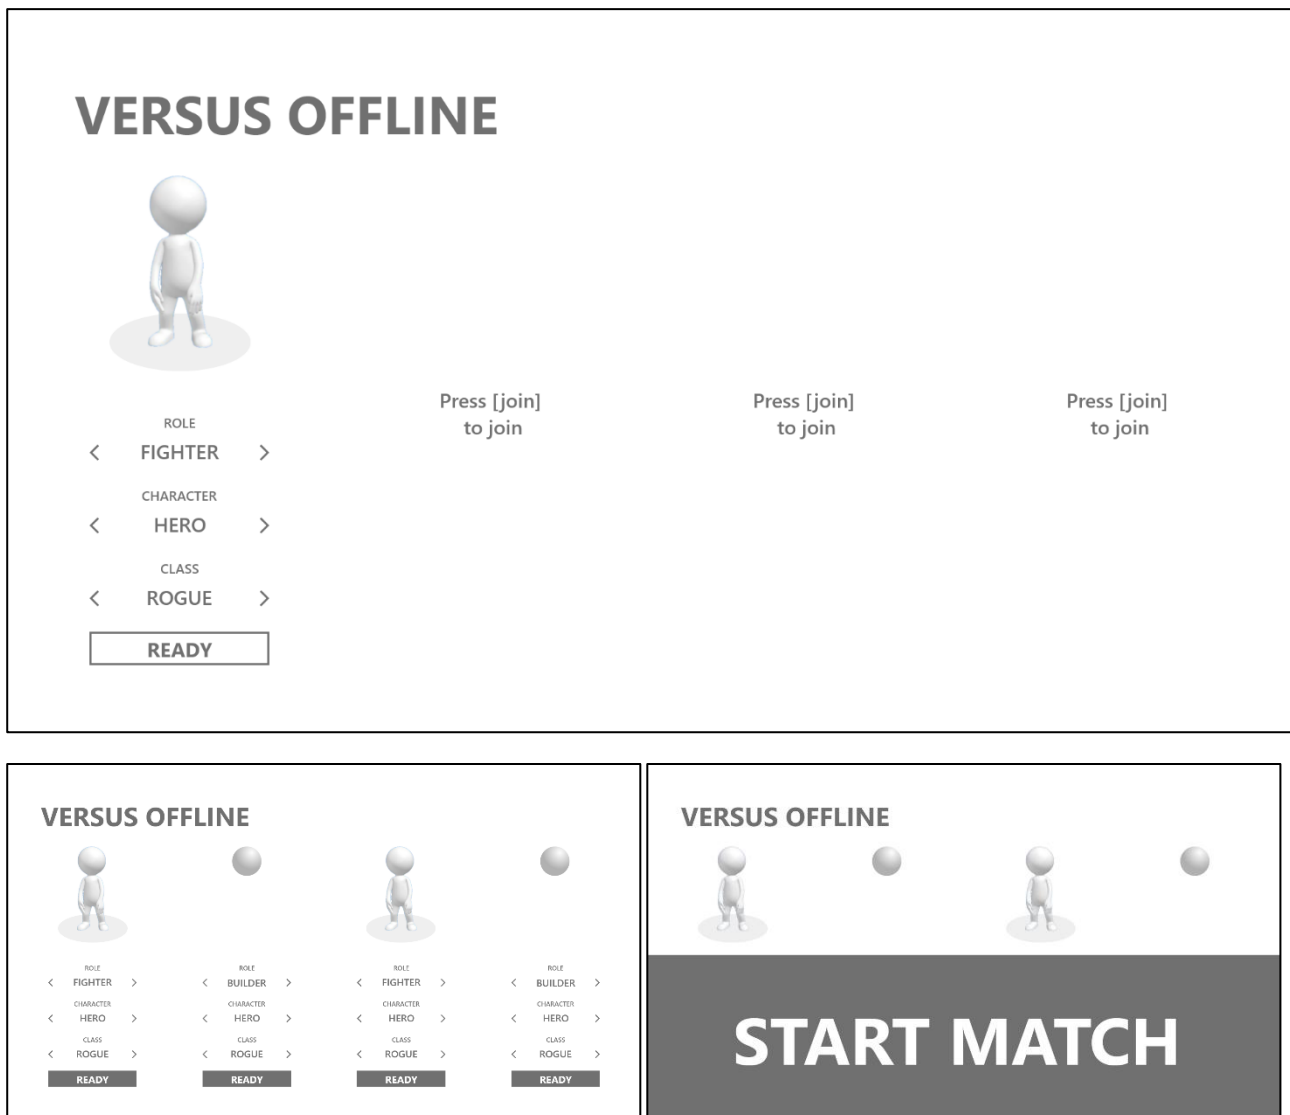 VERSUS OFFLINE
Press [join]
to join
Press [join]
to join
Press [join]
to join
ROLE
< FIGHTER >
CHARACTER
< HERO >
CLASS
< ROGUE >
READY
VERSUS OFFLINE
ROLE ROLE ROLE ROLE
< FIGHTER > < BUILDER > < FIGHTER > < BUILDER >
CHARACTER CHARACTER CHARACTER CHARACTER
< HERO > < HERO > < HERO > < HERO >
CLASS CLASS CLASS CLASS
< ROGUE > < ROGUE > < ROGUE > < ROGUE >
READY READY READY READY
VERSUS OFFLINE
START MATCH